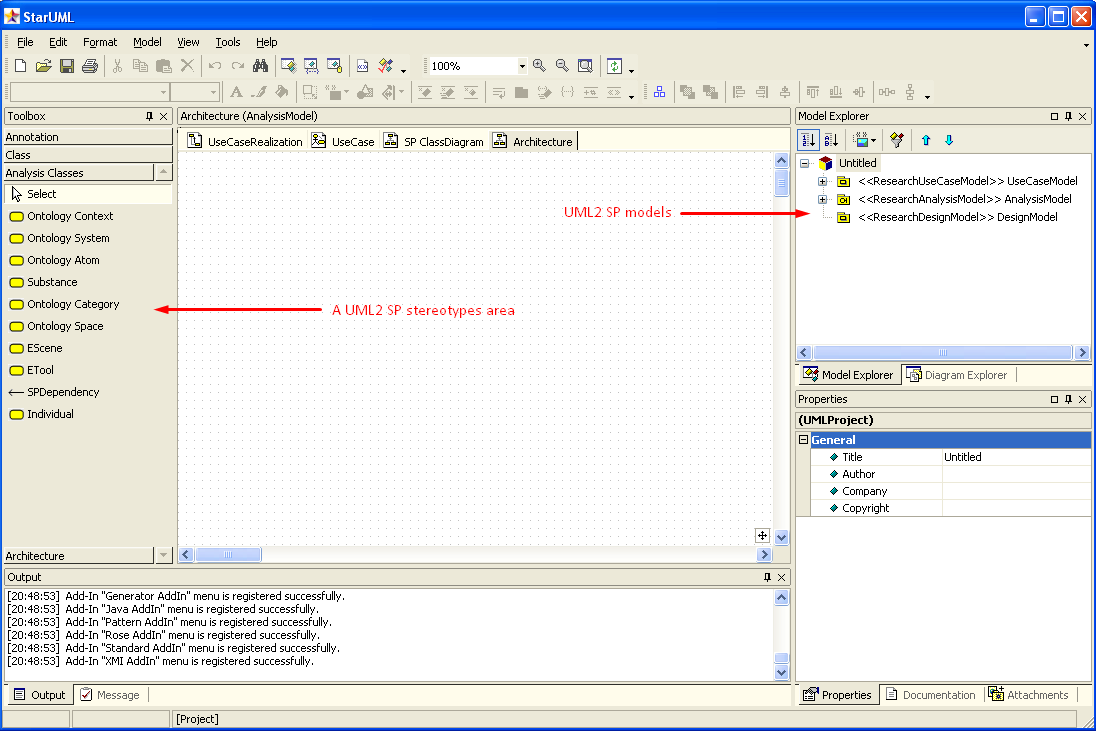 StarUML
File Edit Format Model View Tools Help
100%
Toolbox
Annotation
Class
Analysis Classes
Select
Ontology Context
Ontology System
Ontology Atom
Substance
Ontology Category
Ontology Space
EScene
ETool
SPDependency
Individual
Architecture
Architecture (AnalysisModel)
UseCaseRealization UseCase SP ClassDiagram Architecture
UML2 SP models
A UML2 SP stereotypes area
Model Explorer
Untitled
<<ResearchUseCaseModel>> UseCaseModel
<<ResearchAnalysisModel>> AnalysisModel
<<ResearchDesignModel>> DesignModel
Model Explorer Diagram Explorer
Properties
(UMLProject)
General
Title Untitled
Author
Company
Copyright
Properties Documentation Attachments
Output
[20:48:53] Add-In "Generator AddIn" menu is registered successfully.
[20:48:53] Add-In "Java AddIn" menu is registered successfully.
[20:48:53] Add-In "Pattern AddIn" menu is registered successfully.
[20:48:53] Add-In "Rose AddIn" menu is registered successfully.
[20:48:53] Add-In "Standard AddIn" menu is registered successfully.
[20:48:53] Add-In "XMI AddIn" menu is registered successfully.
Output Message
[Project]